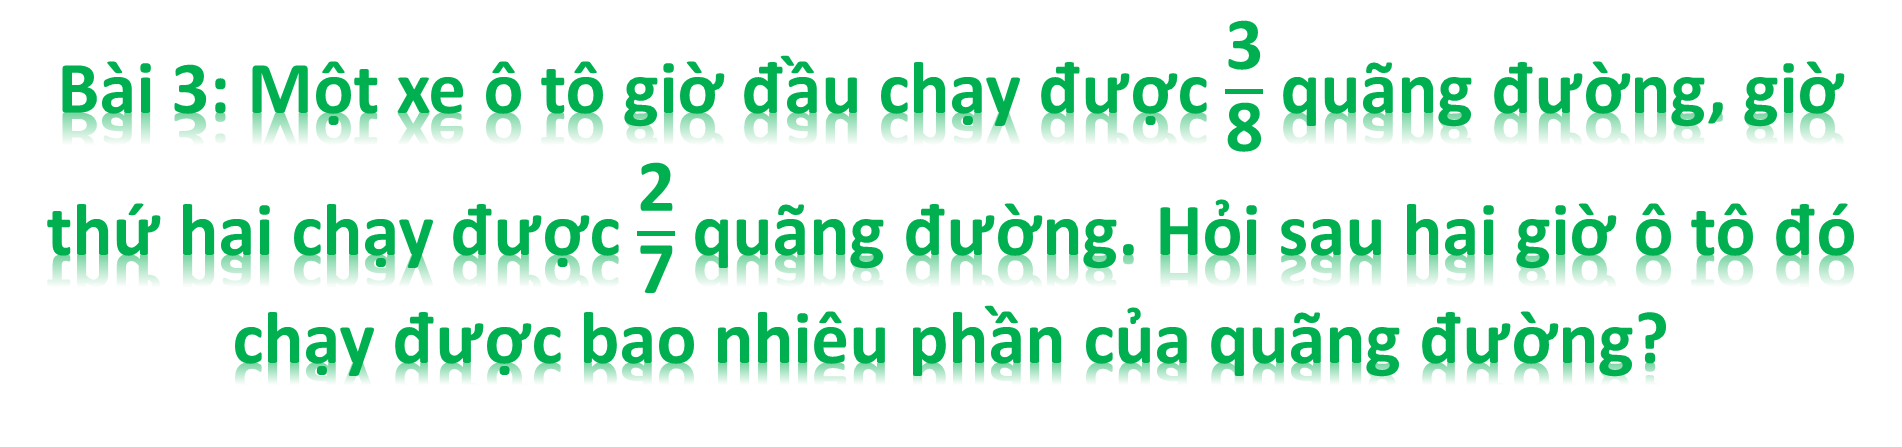 Bài 3: Một xe ô tô giờ đầu chạy được 3/8 quãng đường, giờ
thứ hai chạy được 2/7 quãng đường. Hỏi sau hai giờ ô tô đó
chạy được bao nhiêu phần của quãng đường?